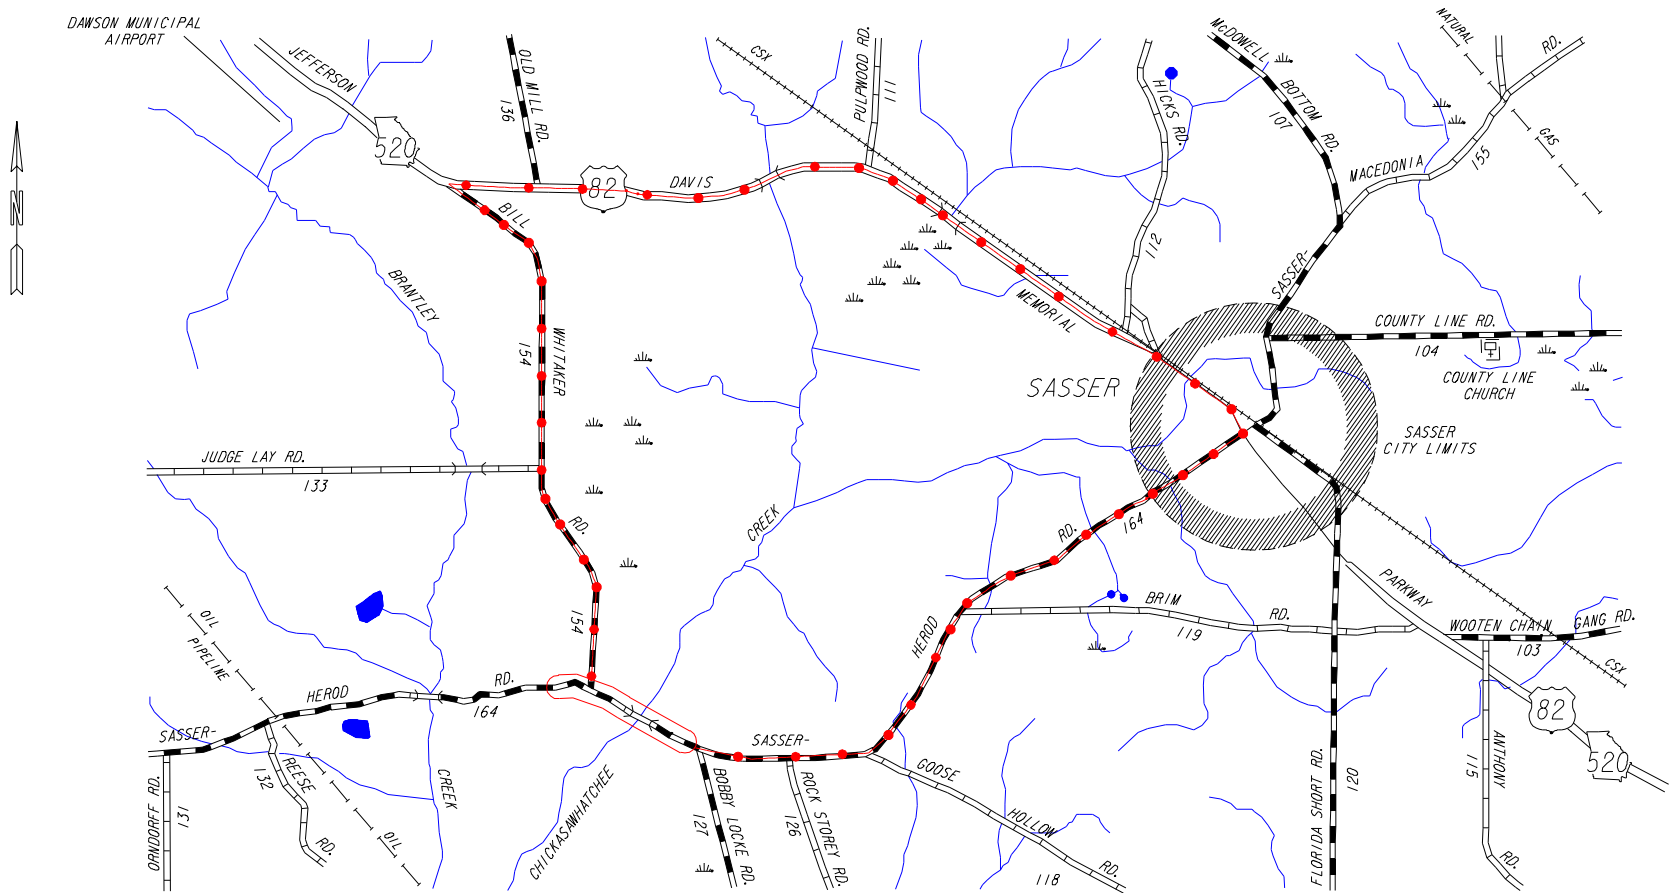 DAWSON MUNICIPAL
AIRPORT
JEFFERSON
520
OLD MILL RD.
136
CSX
PULPWOOD RD.
111
HICKS RD.
112
McDOWELL
BOTTOM RD.
107
NATURAL
GAS
RD.
MACEDONIA
155
SASSER-
N
82
DAVIS
MEMORIAL
BILL
WHITAKER
154
RD.
154
BRANTLEY
CREEK
JUDGE LAY RD.
133
SASSER
COUNTY LINE RD.
104
COUNTY LINE
CHURCH
SASSER
CITY LIMITS
CREEK
RD.
164
HEROD
BRIM
RD.
119
PARKWAY
WOOTEN CHAIN
GANG RD.
103
CSX
OIL
PIPELINE
OIL
SASSER-
HEROD
RD.
164
REESE
RD.
132
ORNDORFF RD.
131
CHICKASAWHATCHEE
SASSER-
BOBBY LOCKE RD.
127
ROCK STOREY RD.
126
GOOSE
HOLLOW
RD.
118
FLORIDA SHORT RD.
120
ANTHONY
RD.
115
82
520